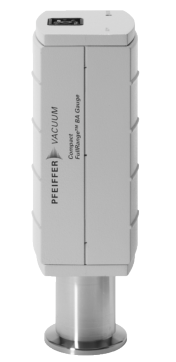 PFEIFFER VACUUM
Compact
FullRange™ BA Gauge